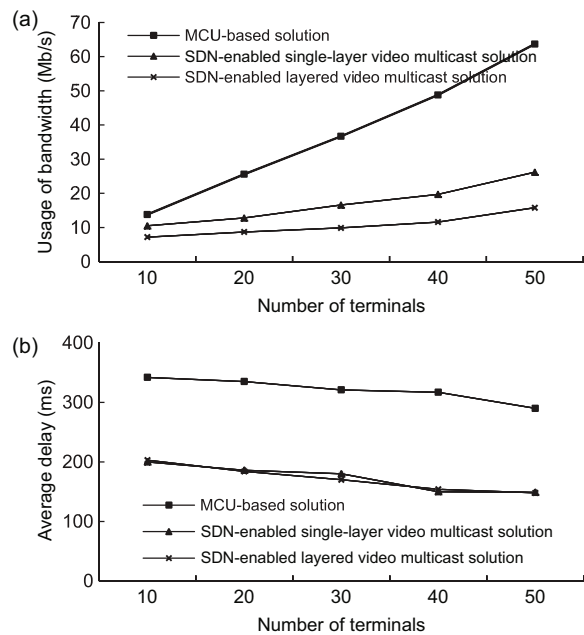 (a)
70
60
50
40
30
20
10
0
Usage of bandwidth (Mb/s)
MCU-based solution
SDN-enabled single-layer video multicast solution
SDN-enabled layered video multicast solution
10 20 30 40 50
Number of terminals
(b)
400
300
200
100
0
Average delay (ms)
MCU-based solution
SDN-enabled single-layer video multicast solution
SDN-enabled layered video multicast solution
10 20 30 40 50
Number of terminals